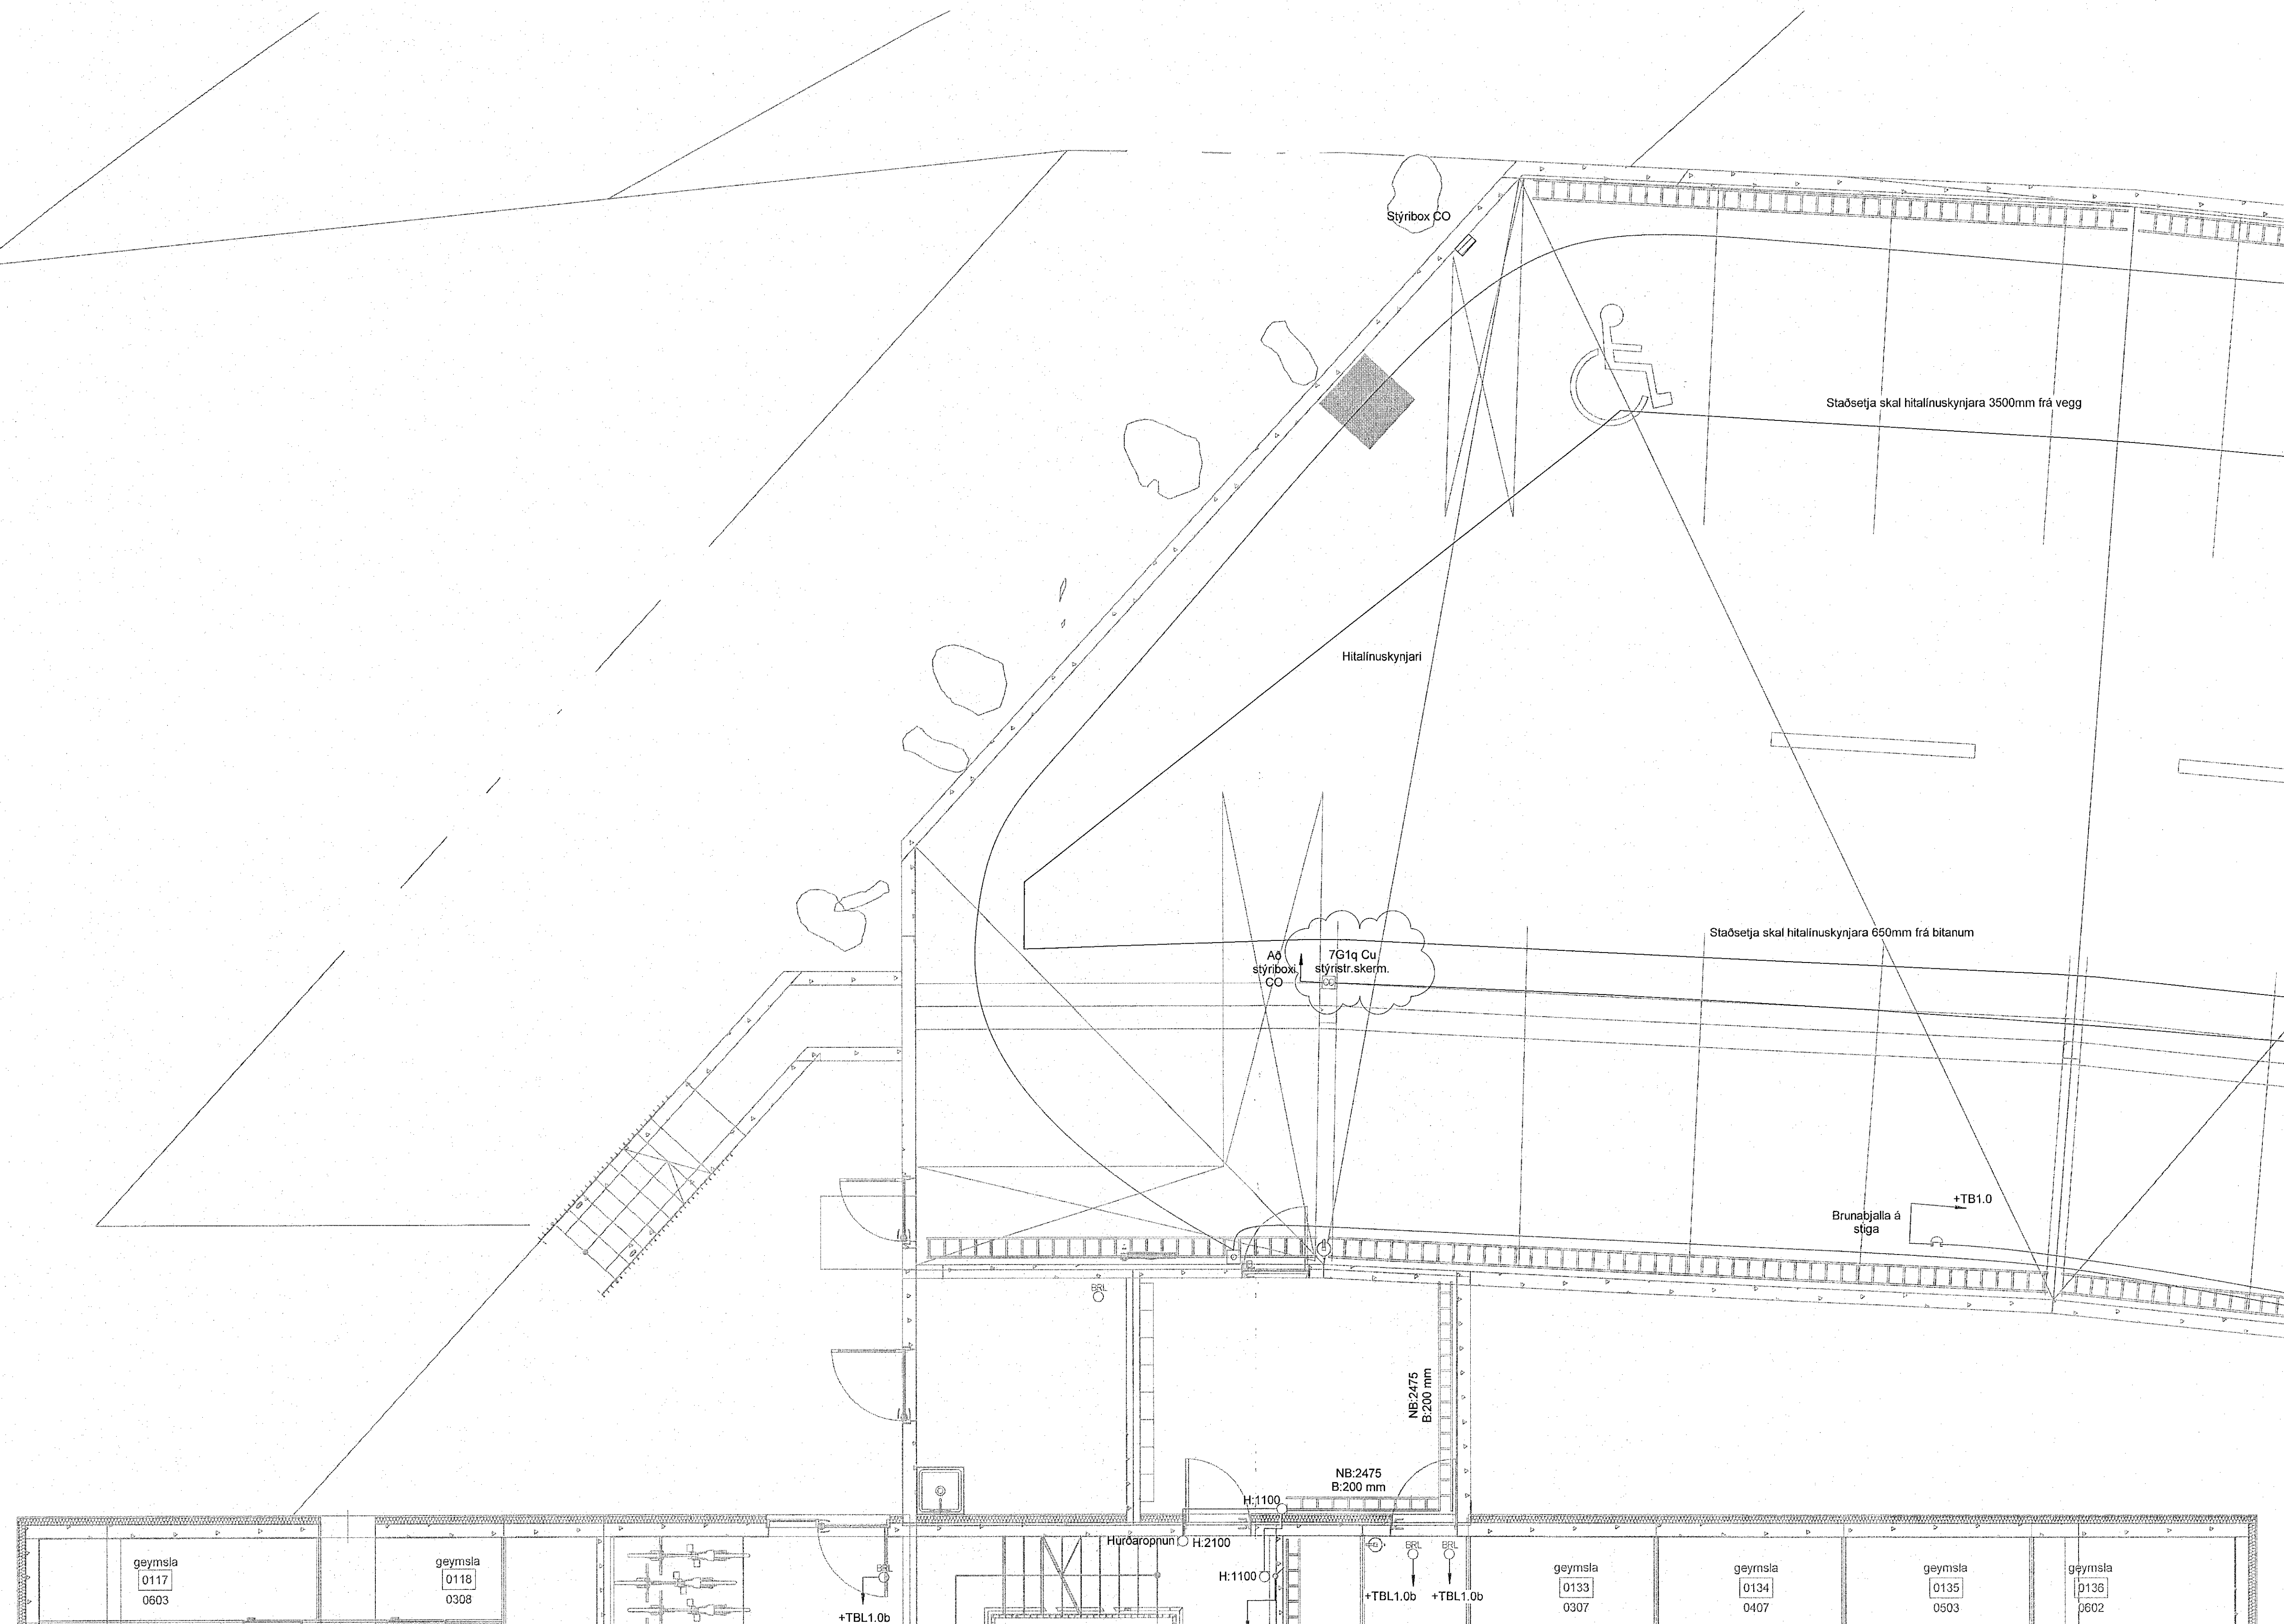 Stýribox CO
Staðsetja skal hitalínuskynjara 3500mm frá vegg
Hitalínuskynjari
Staðsetja skal hitalínuskynjara 650mm frá bitanum
Að
stýriboxi
CO
7G1q Cu
stýristr.skerm.
CO
+TB1.0
Brunabjalla á
stiga
BRL
NB:2475
B:200 mm
NB:2475
B:200 mm
H:1100
Hurðaropnun
H:2100
H:1100
BRL
+TBL1.0b
BRL
BRL
+TBL1.0b
+TBL1.0b
geymsla
0117
0603
geymsla
0118
0308
geymsla
0133
0307
geymsla
0134
0407
geymsla
0135
0503
geymsla
0136
0602